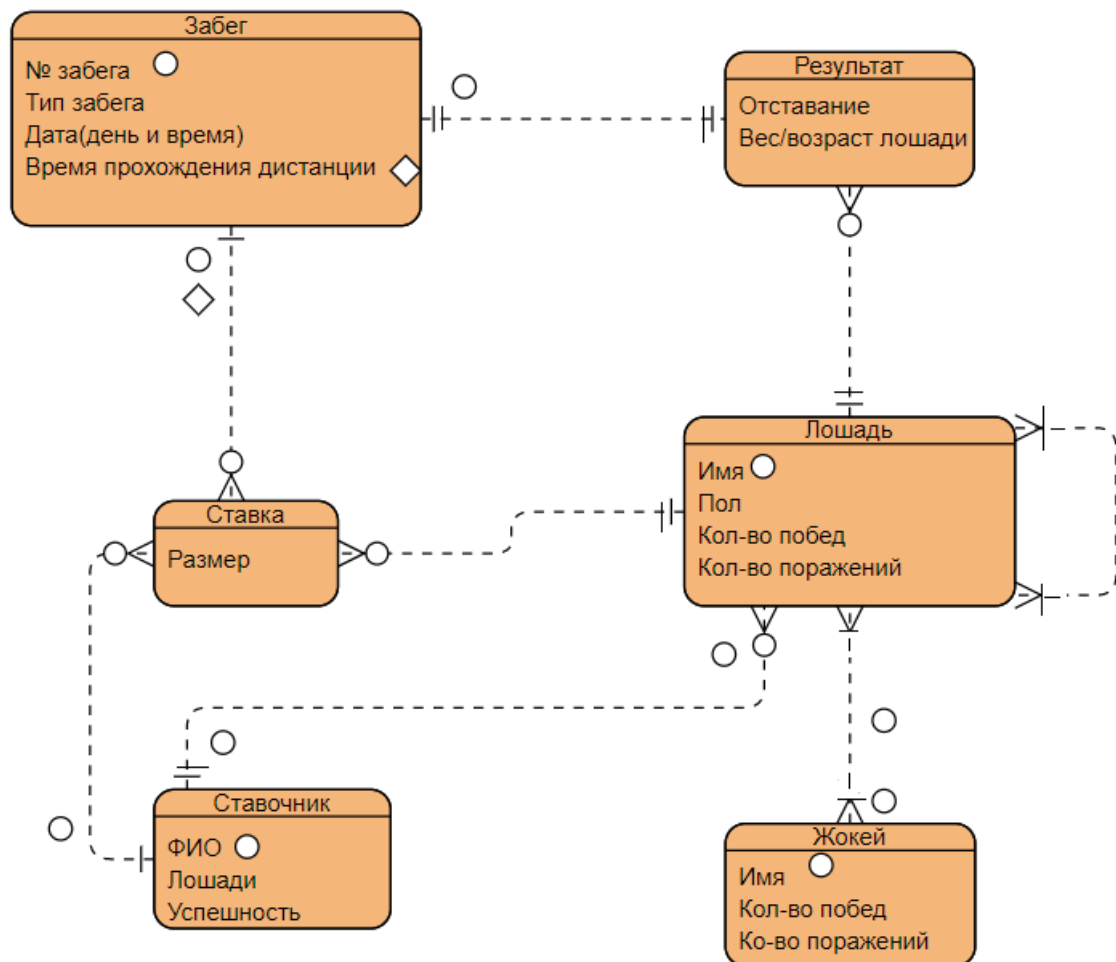 Забег
№ забега
Тип забега
Дата(день и время)
Время прохождения дистанции
Результат
Отставание
Вес/возраст лошади
Лошадь
Имя
Пол
Кол-во побед
Кол-во поражений
Ставка
Размер
Ставочник
ФИО
Лошади
Успешность
Жокей
Имя
Кол-во побед
Ко-во поражений